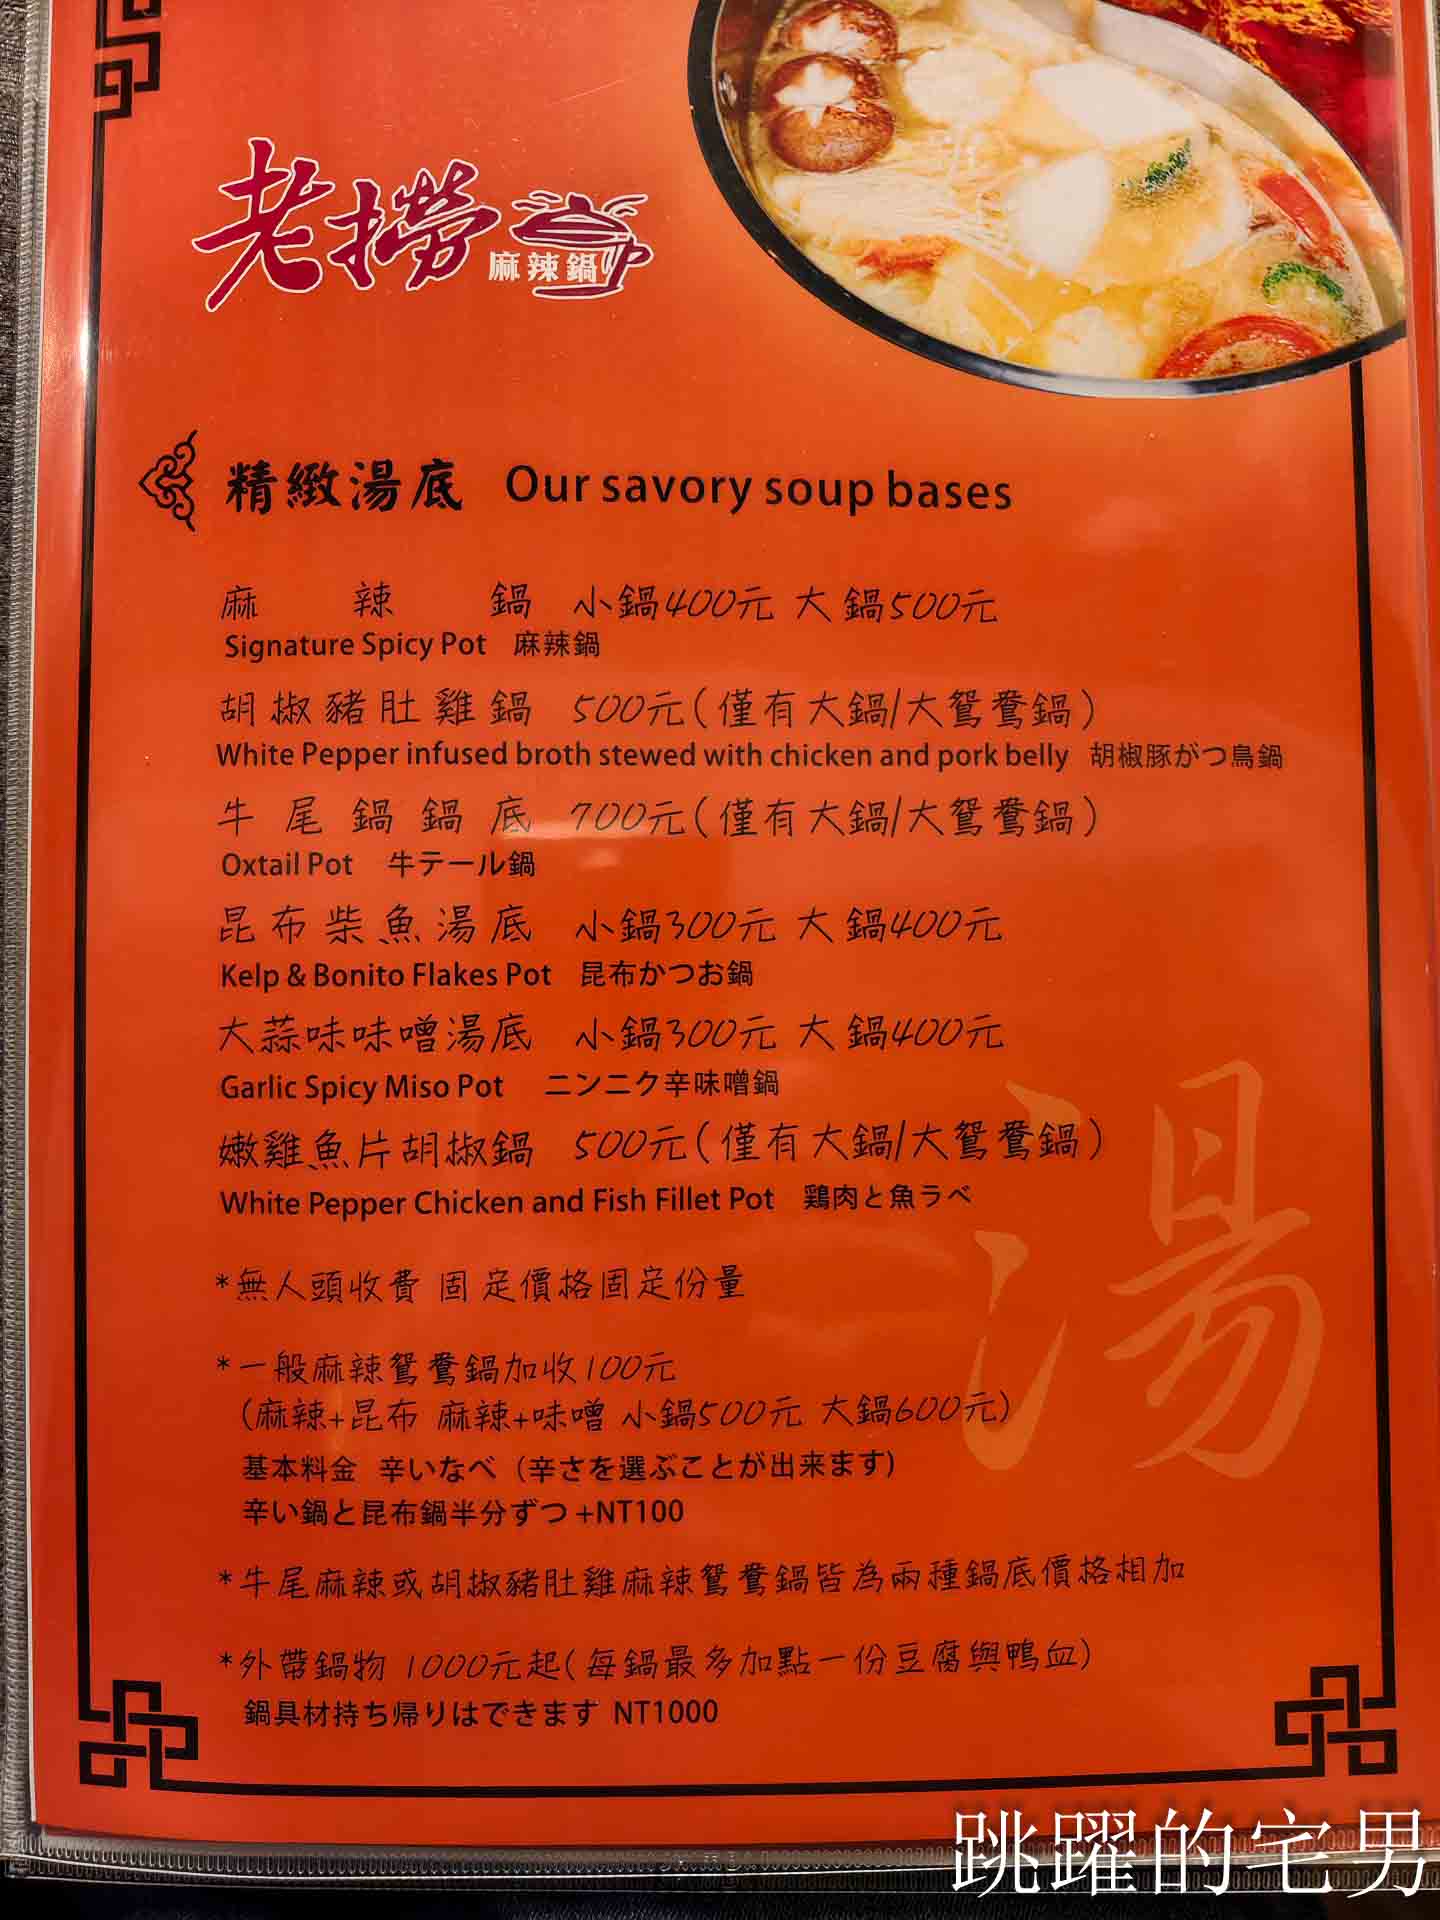 老撈
麻辣鍋
精緻湯底 Our savory soup bases
麻辣鍋 小鍋400元 大鍋500元
Signature Spicy Pot 麻辣鍋
胡椒豬肚雞鍋 500元(僅有大鍋/大鴛鴦鍋)
White Pepper infused broth stewed with chicken and pork belly 胡椒豚がつ鳥鍋
牛尾鍋鍋底 700元(僅有大鍋/大鴛鴦鍋)
Oxtail Pot 牛テール鍋
昆布柴魚湯底 小鍋300元 大鍋400元
Kelp & Bonito Flakes Pot 昆布かつお鍋
大蒜味味噌湯底 小鍋300元 大鍋400元
Garlic Spicy Miso Pot ニンニク辛味噌鍋
嫩雞魚片胡椒鍋 500元(僅有大鍋/大鴛鴦鍋)
White Pepper Chicken and Fish Fillet Pot 鶏肉と魚ラベ
湯
*無人頭收費 固定價格固定份量
*一般麻辣鴛鴦鍋加收100元
(麻辣+昆布 麻辣+味噌 小鍋500元 大鍋600元)
基本料金 辛いなべ (辛さを選ぶことが出来ます)
辛い鍋と昆布鍋半分ずつ+NT100
*牛尾麻辣或胡椒豬肚雞麻辣鴛鴦鍋皆為兩種鍋底價格相加
*外帶鍋物 1000元起(每鍋最多加點一份豆腐與鴨血)
鍋具材持ち帰りはできます NT1000
跳躍的宅男